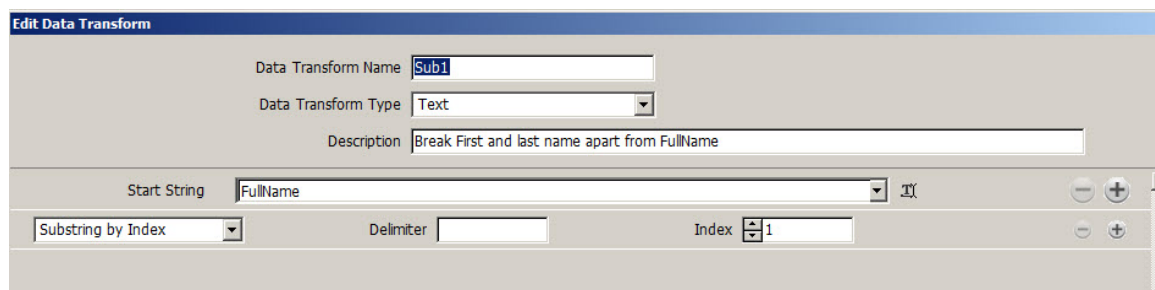 Edit Data Transform
Data Transform Name Sub1
Data Transform Type Text
Description Break First and last name apart from FullName
Start String FullName
Substring by Index Delimiter Index 1